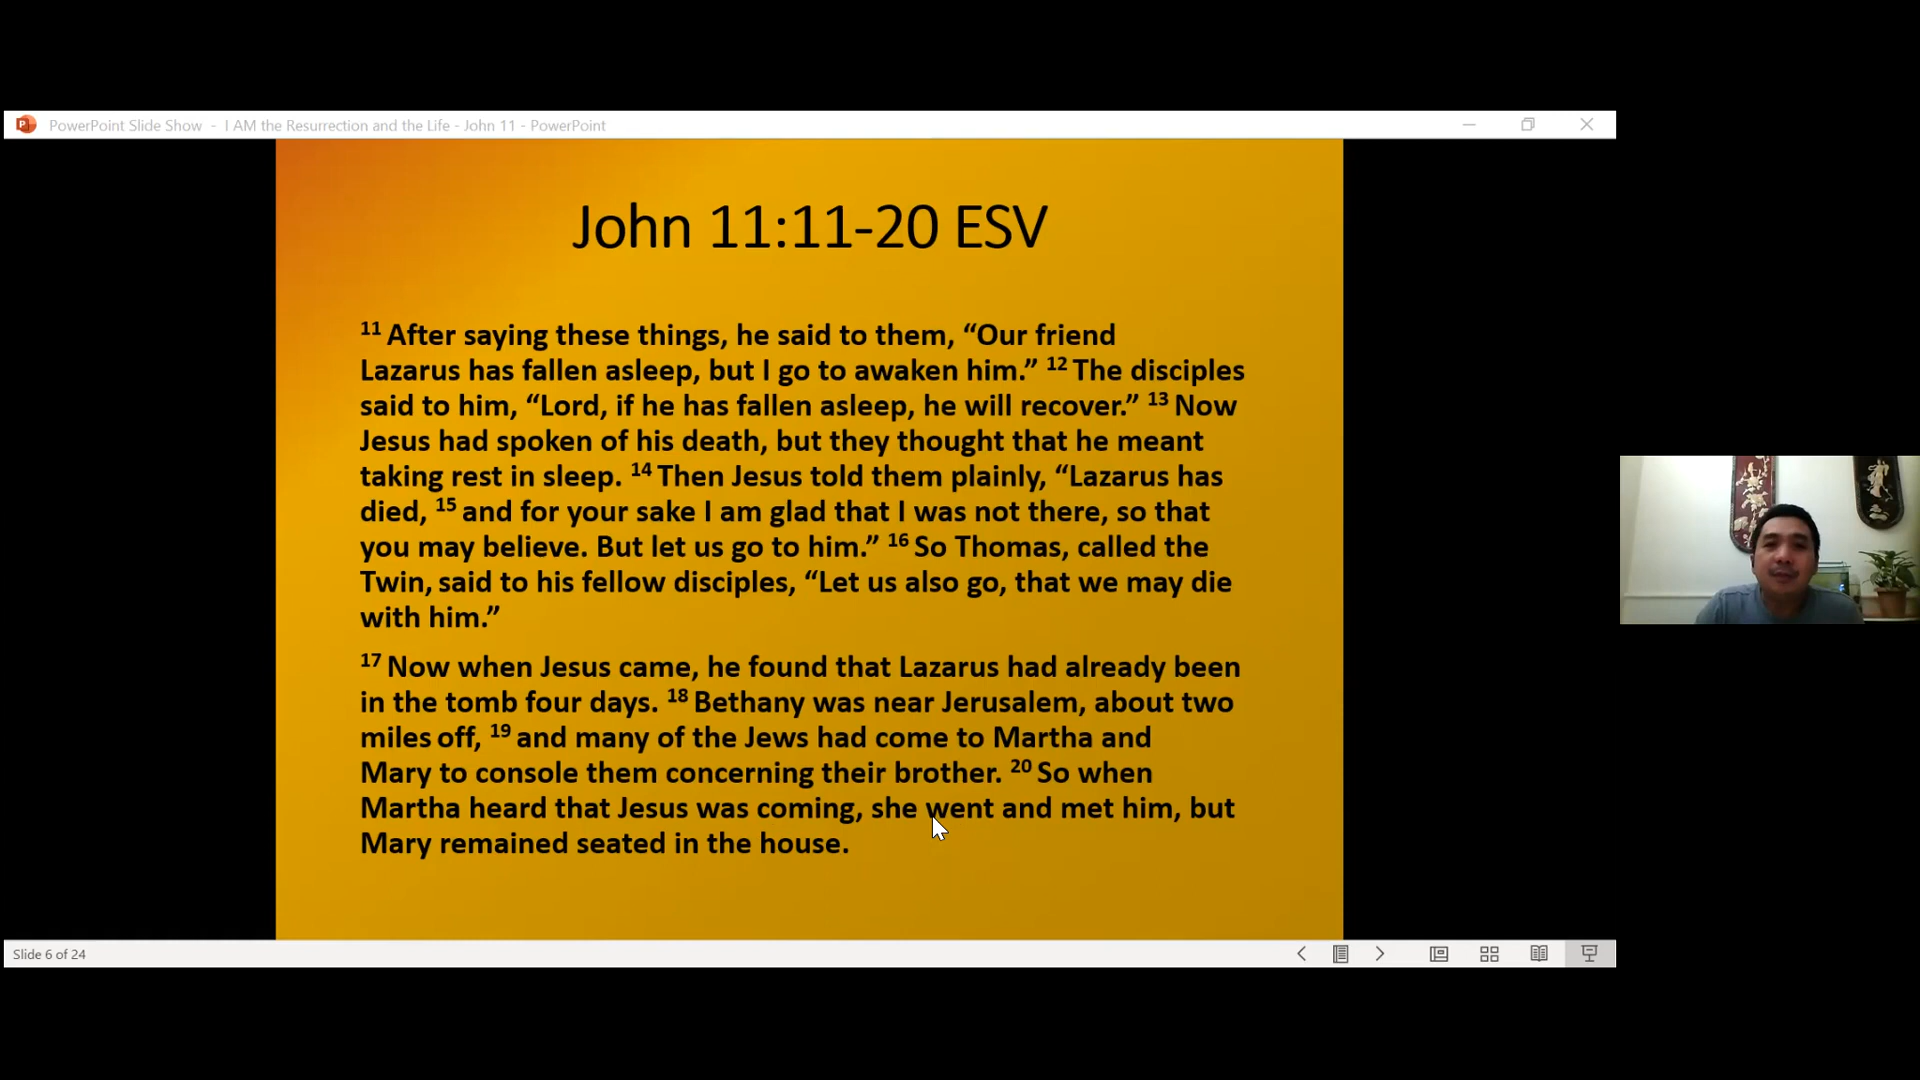 PowerPoint Slide Show - I AM the Resurrection and the Life - John 11 - PowerPoint
John 11:11-20 ESV
11 After saying these things, he said to them, “Our friend
Lazarus has fallen asleep, but I go to awaken him.” 12 The disciples
said to him, “Lord, if he has fallen asleep, he will recover.” 13 Now
Jesus had spoken of his death, but they thought that he meant
taking rest in sleep. 14 Then Jesus told them plainly, “Lazarus has
died, 15 and for your sake I am glad that I was not there, so that
you may believe. But let us go to him.” 16 So Thomas, called the
Twin, said to his fellow disciples, “Let us also go, that we may die
with him.”
17 Now when Jesus came, he found that Lazarus had already been
in the tomb four days. 18 Bethany was near Jerusalem, about two
miles off, 19 and many of the Jews had come to Martha and
Mary to console them concerning their brother. 20 So when
Martha heard that Jesus was coming, she went and met him, but
Mary remained seated in the house.
Slide 6 of 24